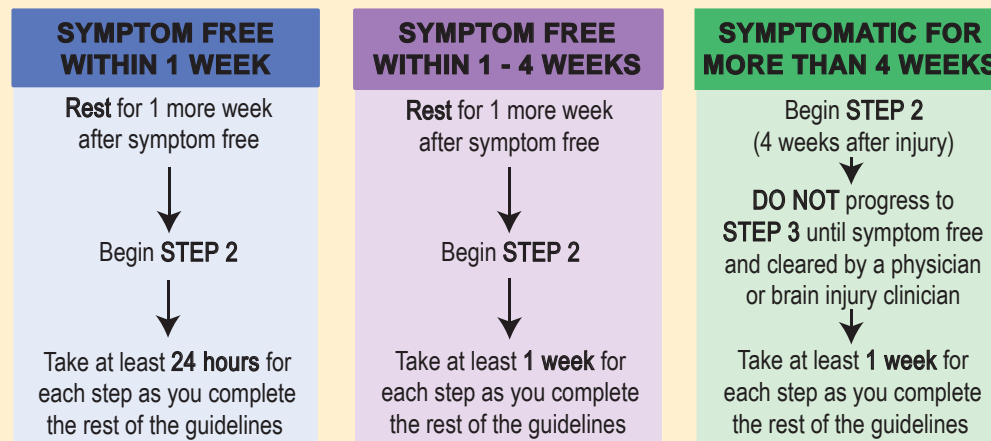 SYMPTOM FREE
WITHIN 1 WEEK
Rest for 1 more week
after symptom free
Begin STEP 2
Take at least 24 hours for
each step as you complete
the rest of the guidelines
SYMPTOM FREE
WITHIN 1 - 4 WEEKS
Rest for 1 more week
after symptom free
Begin STEP 2
Take at least 1 week for
each step as you complete
the rest of the guidelines
SYMPTOMATIC FOR
MORE THAN 4 WEEKS
Begin STEP 2
(4 weeks after injury)
DO NOT progress to
STEP 3 until symptom free
and cleared by a physician
or brain injury clinician
Take at least 1 week for
each step as you complete
the rest of the guidelines